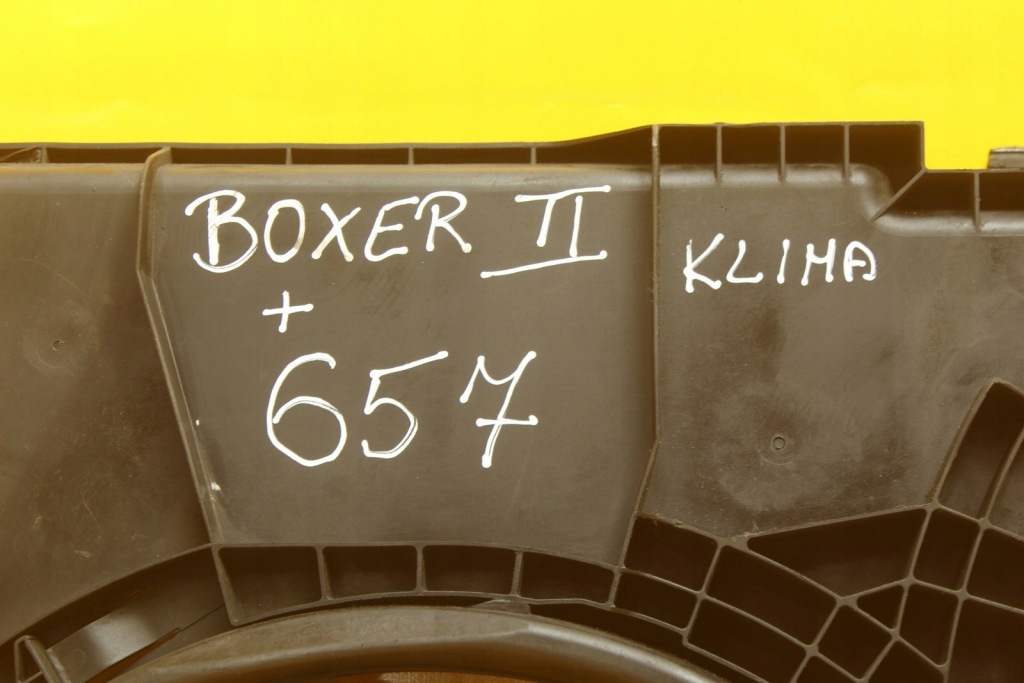 BOXER II
+
657
KLIMA